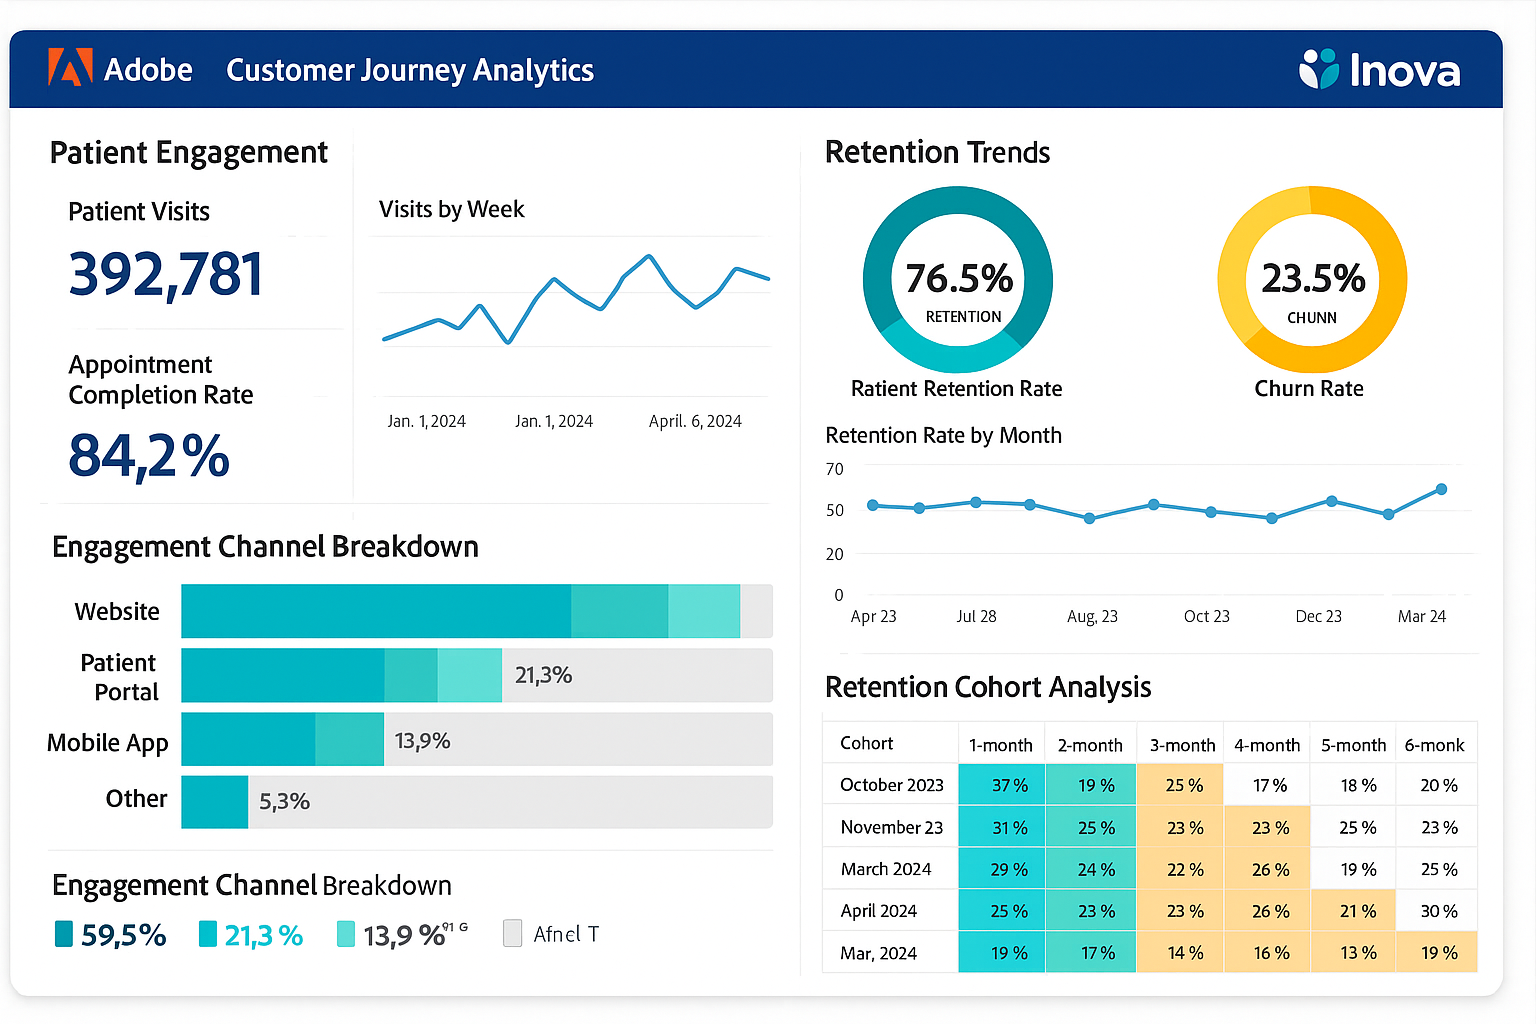 Adobe Customer Journey Analytics
Inova
Patient Engagement
Patient Visits
392,781
Appointment
Completion Rate
84,2%
Visits by Week
Jan. 1, 2024 Jan. 1, 2024 April. 6, 2024
Engagement Channel Breakdown
Website
Patient
Portal
21,3%
Mobile App 13,9%
Other 5,3%
Engagement Channel Breakdown
59,5% 21,3 % 13,9 %
Retention Trends
76.5%
RETENTION
Ratient Retention Rate
23.5%
CHUNN
Churn Rate
Retention Rate by Month
70
50
20
0
Apr 23 Jul 28 Aug, 23 Oct 23 Dec 23 Mar 24
Retention Cohort Analysis
Cohort 1-month 2-month 3-month 4-month 5-month 6-monk
October 2023 37 % 19 % 25 % 17 % 18 % 20 %
November 23 31 % 25 % 23 % 23 % 25 % 23 %
March 2024 29 % 24 % 22 % 26 % 19 % 25 %
April 2024 25 % 23 % 23 % 26 % 21 % 30 %
Mar, 2024 19 % 17 % 14 % 16 % 13 % 19 %